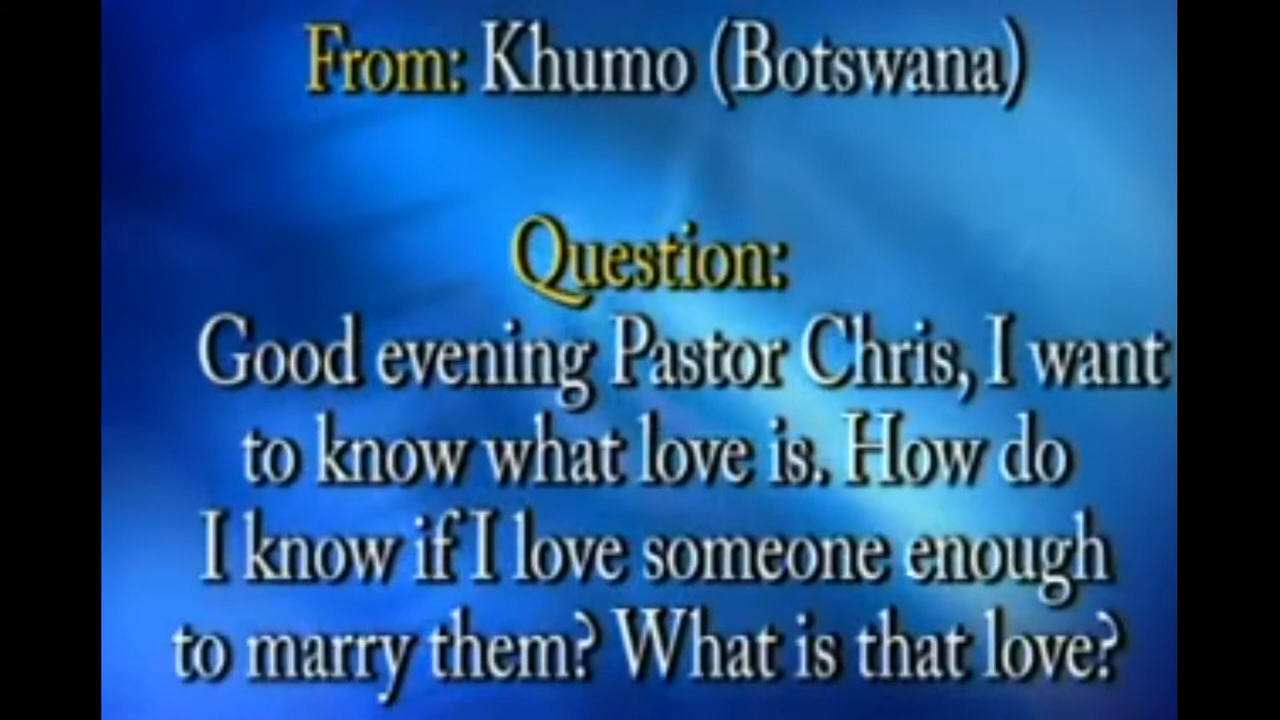 From: Khumo (Botswana)
Question:
Good evening Pastor Chris, I want
to know what love is. How do
I know if I love someone enough
to marry them? What is that love?